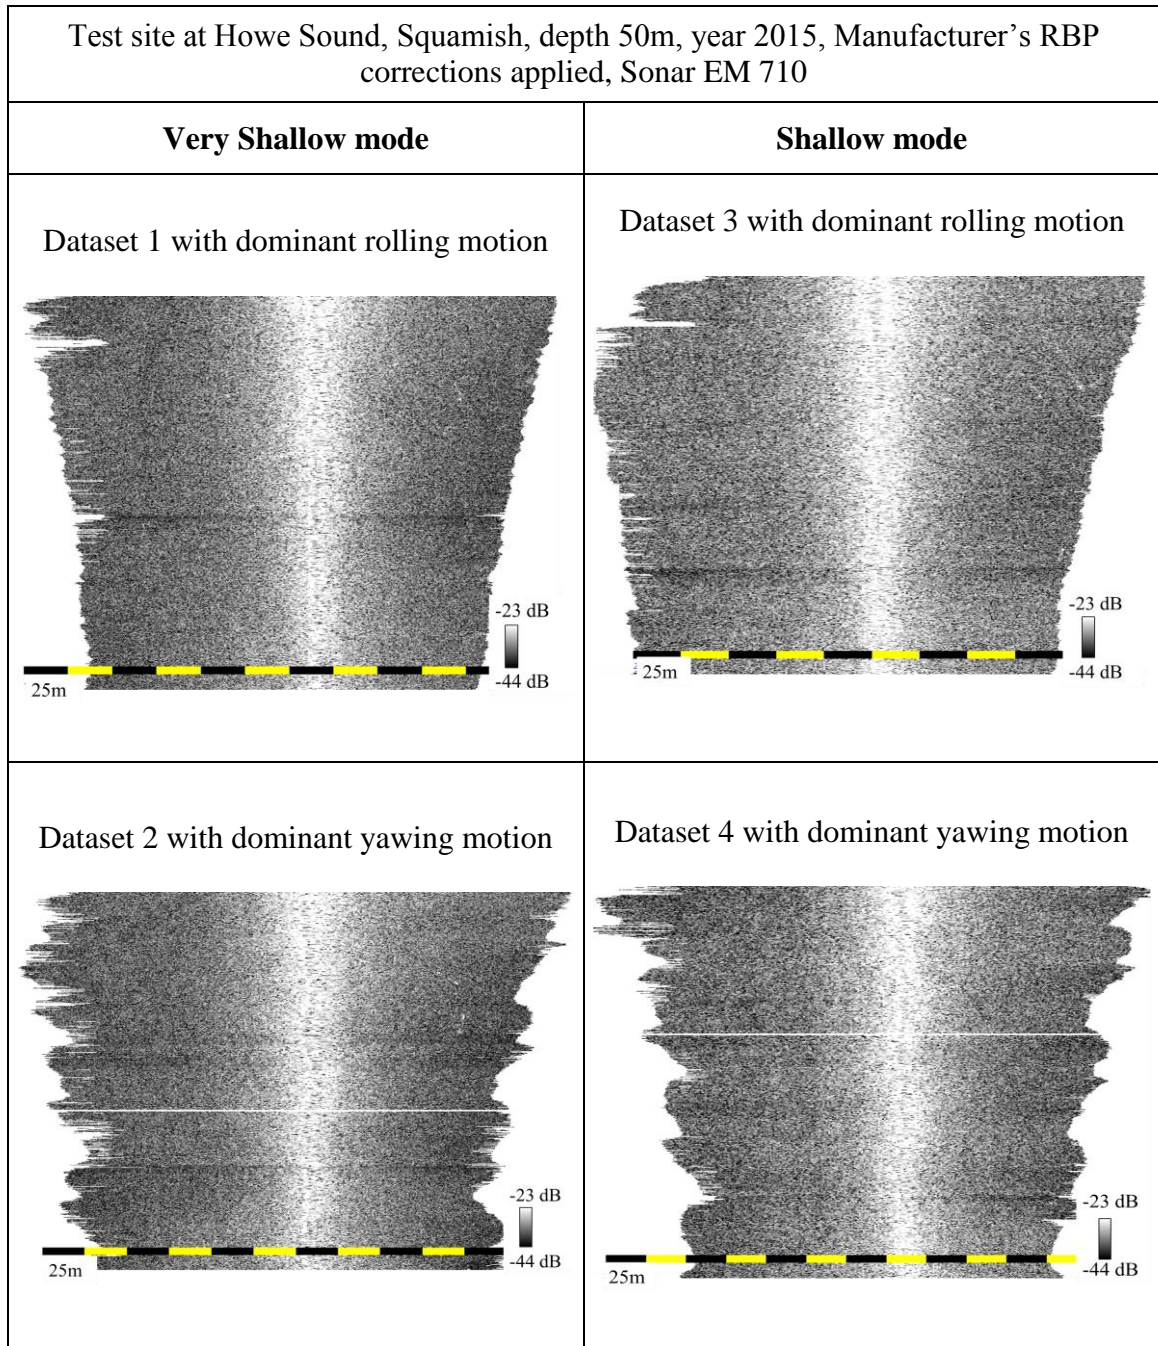 Test site at Howe Sound, Squamish, depth 50m, year 2015, Manufacturer’s RBP
corrections applied, Sonar EM 710
Very Shallow mode
Shallow mode
Dataset 1 with dominant rolling motion
-23 dB
-44 dB
25m
Dataset 3 with dominant rolling motion
-23 dB
-44 dB
25m
Dataset 2 with dominant yawing motion
-23 dB
-44 dB
25m
Dataset 4 with dominant yawing motion
-23 dB
-44 dB
25m